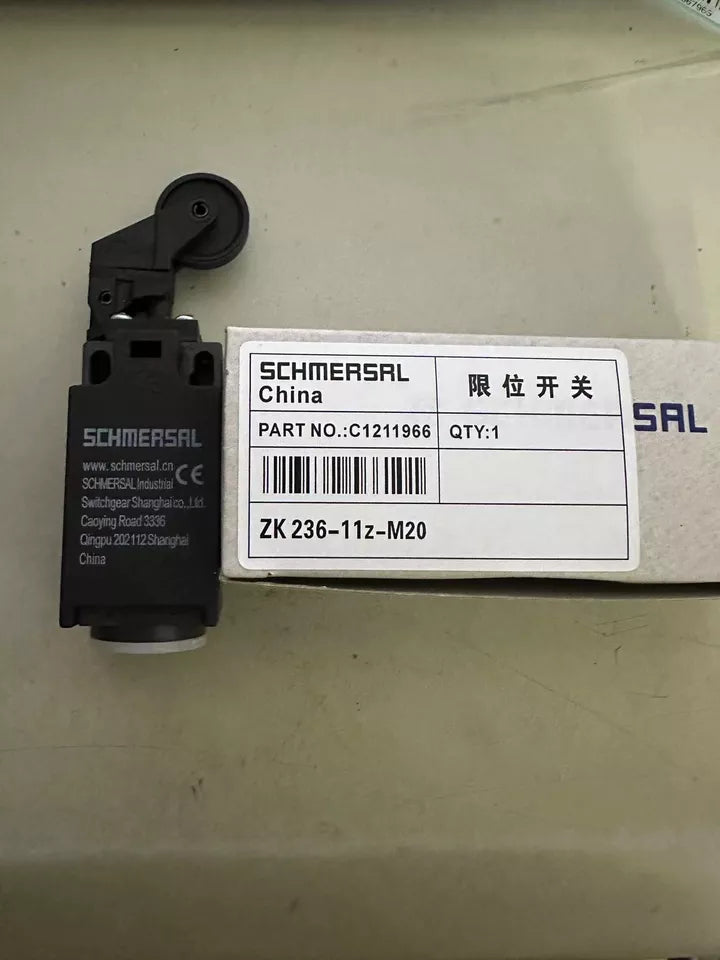 SCHMERSAL
www.schmersal.cn
CE
SCHMERSAL Industrial
Switchgear Shanghai co.,Ltd.
Caoying Road 3336
Qingpu 202112 Shanghai
China
SCHMERSAL
China
限位开关
PART NO.:C1211966
QTY:1
ZK 236-11z-M20
SAL